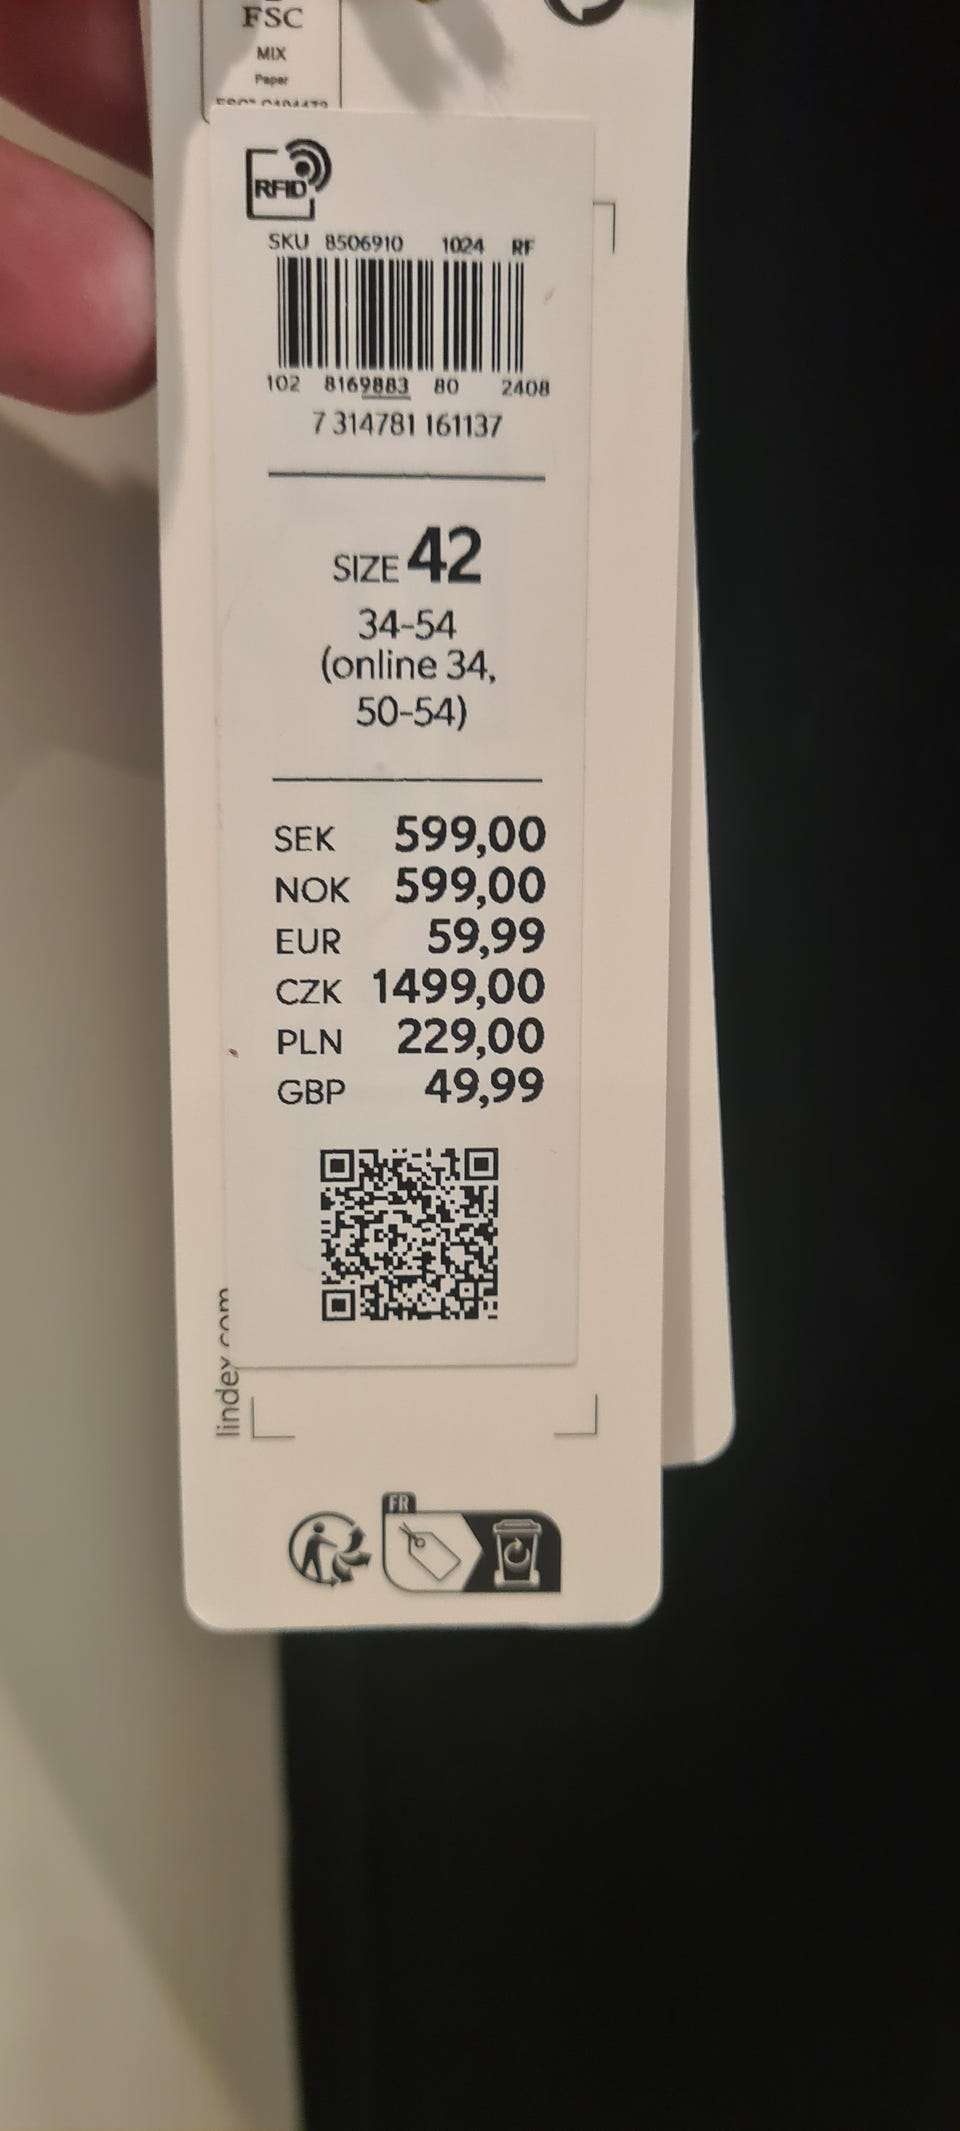 FSC
MIX
Paper
RFID
SKU 8506910 1024 RF
102 8169883 80 2408
7 314781 161137
SIZE 42
34-54
(online 34,
50-54)
SEK 599,00
NOK 599,00
EUR 59,99
CZK 1499,00
PLN 229,00
GBP 49,99
lindex.com
FR